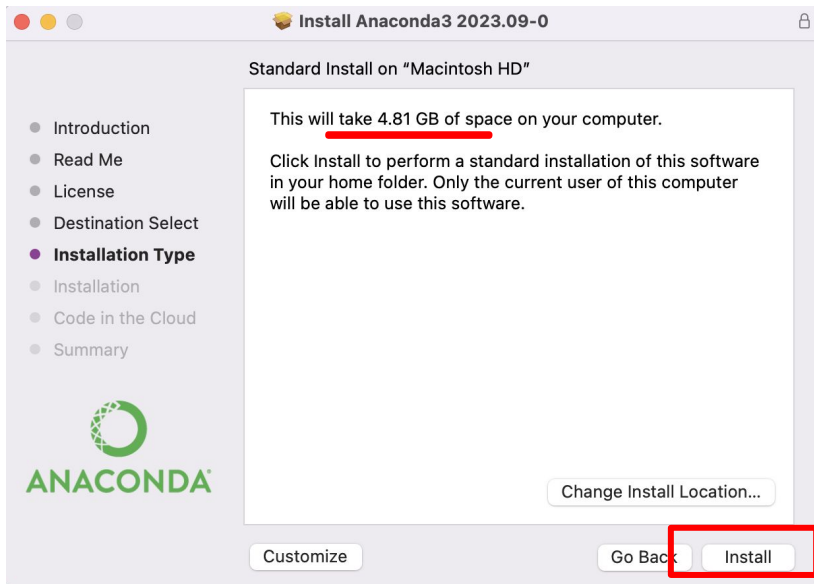 Install Anaconda3 2023.09-0
Standard Install on “Macintosh HD”
Introduction
Read Me
License
Destination Select
Installation Type
Installation
Code in the Cloud
Summary
ANACONDA
This will take 4.81 GB of space on your computer.
Click Install to perform a standard installation of this software
in your home folder. Only the current user of this computer
will be able to use this software.
Change Install Location...
Customize
Go Back
Install